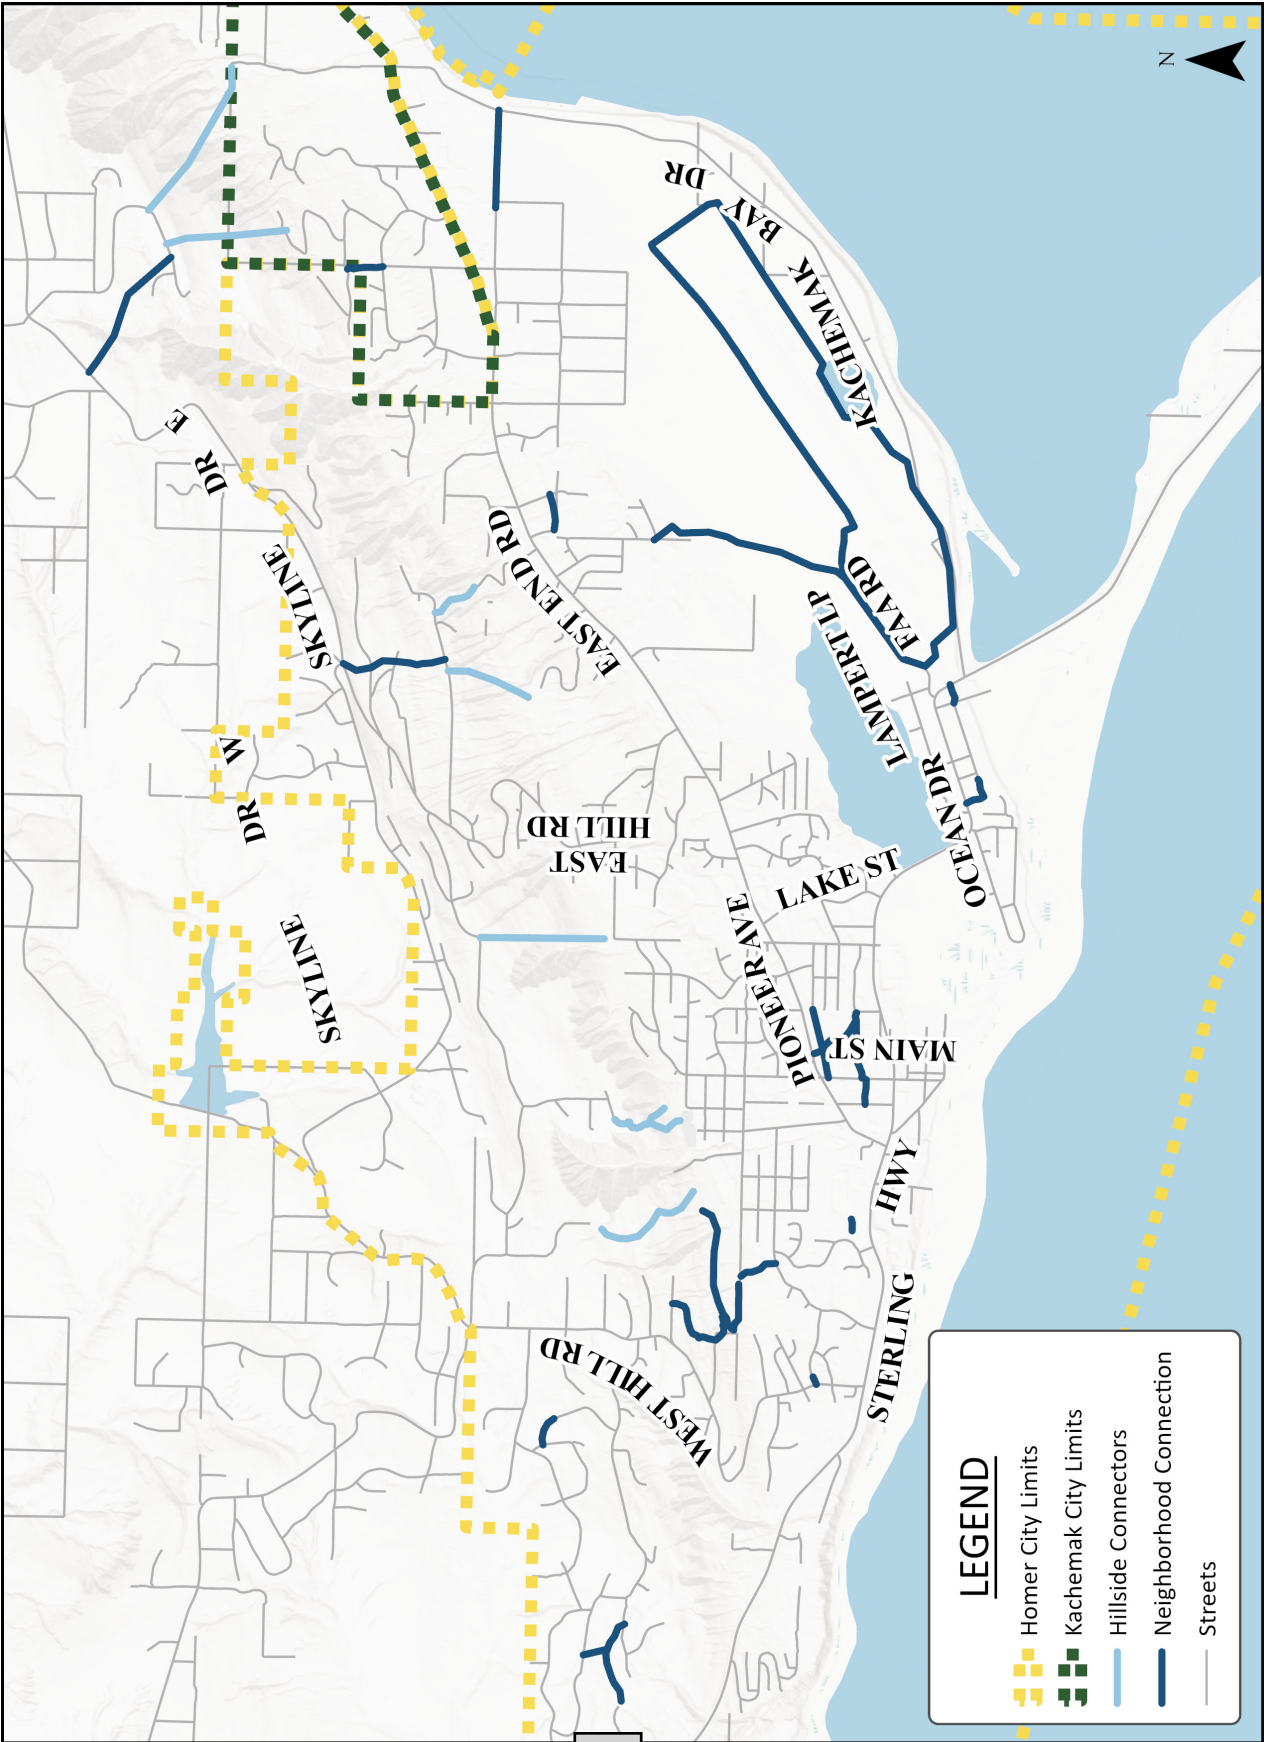 N
SKYLINE
DR W
SKYLINE
DR E
EAST END RD
EAST
HILL RD
WEST HILL RD
PIONEER AVE
LAKE ST
MAIN ST
STERLING
HWY
OCEAN DR
LAMPERT LP
FAA RD
KACHEMAK BAY DR
LEGEND
Homer City Limits
Kachemak City Limits
Hillside Connectors
Neighborhood Connection
Streets